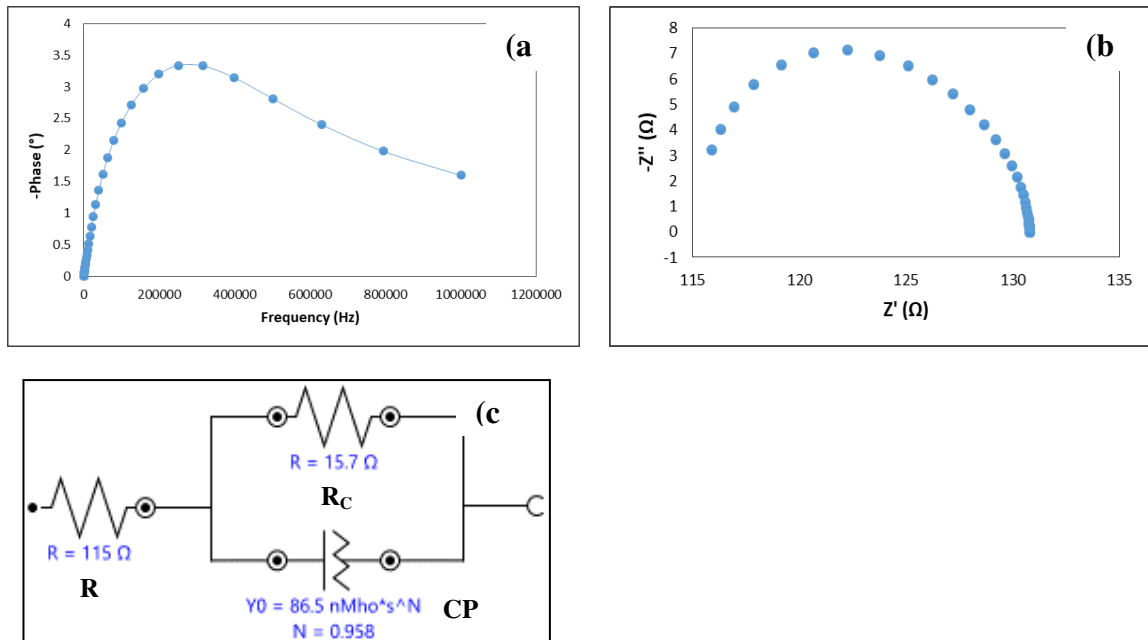 (a
4
3.5
3
2.5
2
1.5
1
0.5
0
-Phase (°)
0 200000 400000 600000 800000 1000000 1200000
Frequency (Hz)
(b
8
7
6
5
4
3
2
1
0
-1
-Z'' (Ω)
115 120 125 130 135
Z' (Ω)
(c
R = 15.7 Ω
R_C
R = 115 Ω
R
Y0 = 86.5 nMho*s^N
CP
N = 0.958